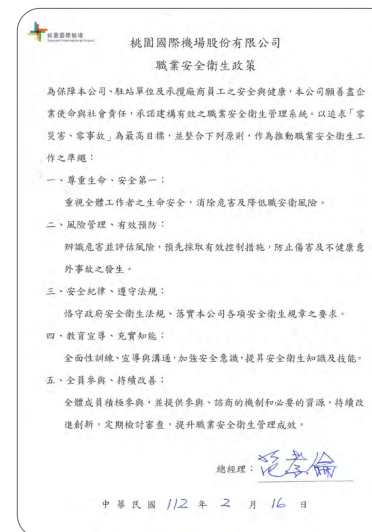 桃園國際機場
Taoyuan International Airport
桃園國際機場股份有限公司
職業安全衛生政策
為保障本公司、駐站單位及承攬廠商員工之安全與健康，本公司願善盡企
業使命與社會責任，承諾建構有效之職業安全衛生管理系統。以追求「零
災害、零事故」為最高目標，並整合下列原則，作為推動職業安全衛生工
作之準繩：
一、尊重生命、安全第一：
重視全體工作者之生命安全，消除危害及降低職安衛風險。
二、風險管理、有效預防：
辨識危害並評估風險，預先採取有效控制措施，防止傷害及不健康意
外事故之發生。
三、安全紀律、遵守法規：
恪守政府安全衛生法規、落實本公司各項安全衛生規章之要求。
四、教育宣導、充實知能：
全面性訓練、宣導與溝通，加強安全意識，提昇安全衛生知識及技能。
五、全員參與、持續改善：
全體成員積極參與，並提供參與、諮商的機制和必要的資源，持續改
進創新，定期檢討審查，提升職業安全衛生管理成效。
總經理：范孝倫
中華民國 112 年 2 月 16 日